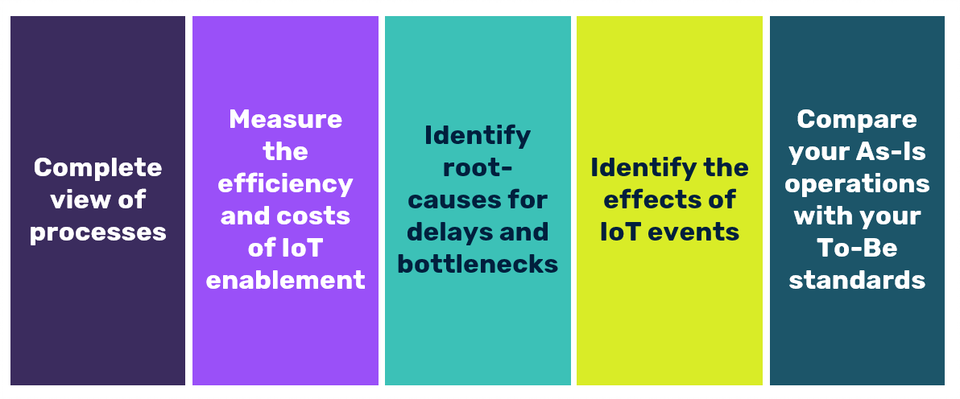 Complete
view of
processes
Measure
the
efficiency
and costs
of IoT
enablement
Identify
root-
causes for
delays and
bottlenecks
Identify the
effects of
IoT events
Compare
your As-Is
operations
with your
To-Be
standards